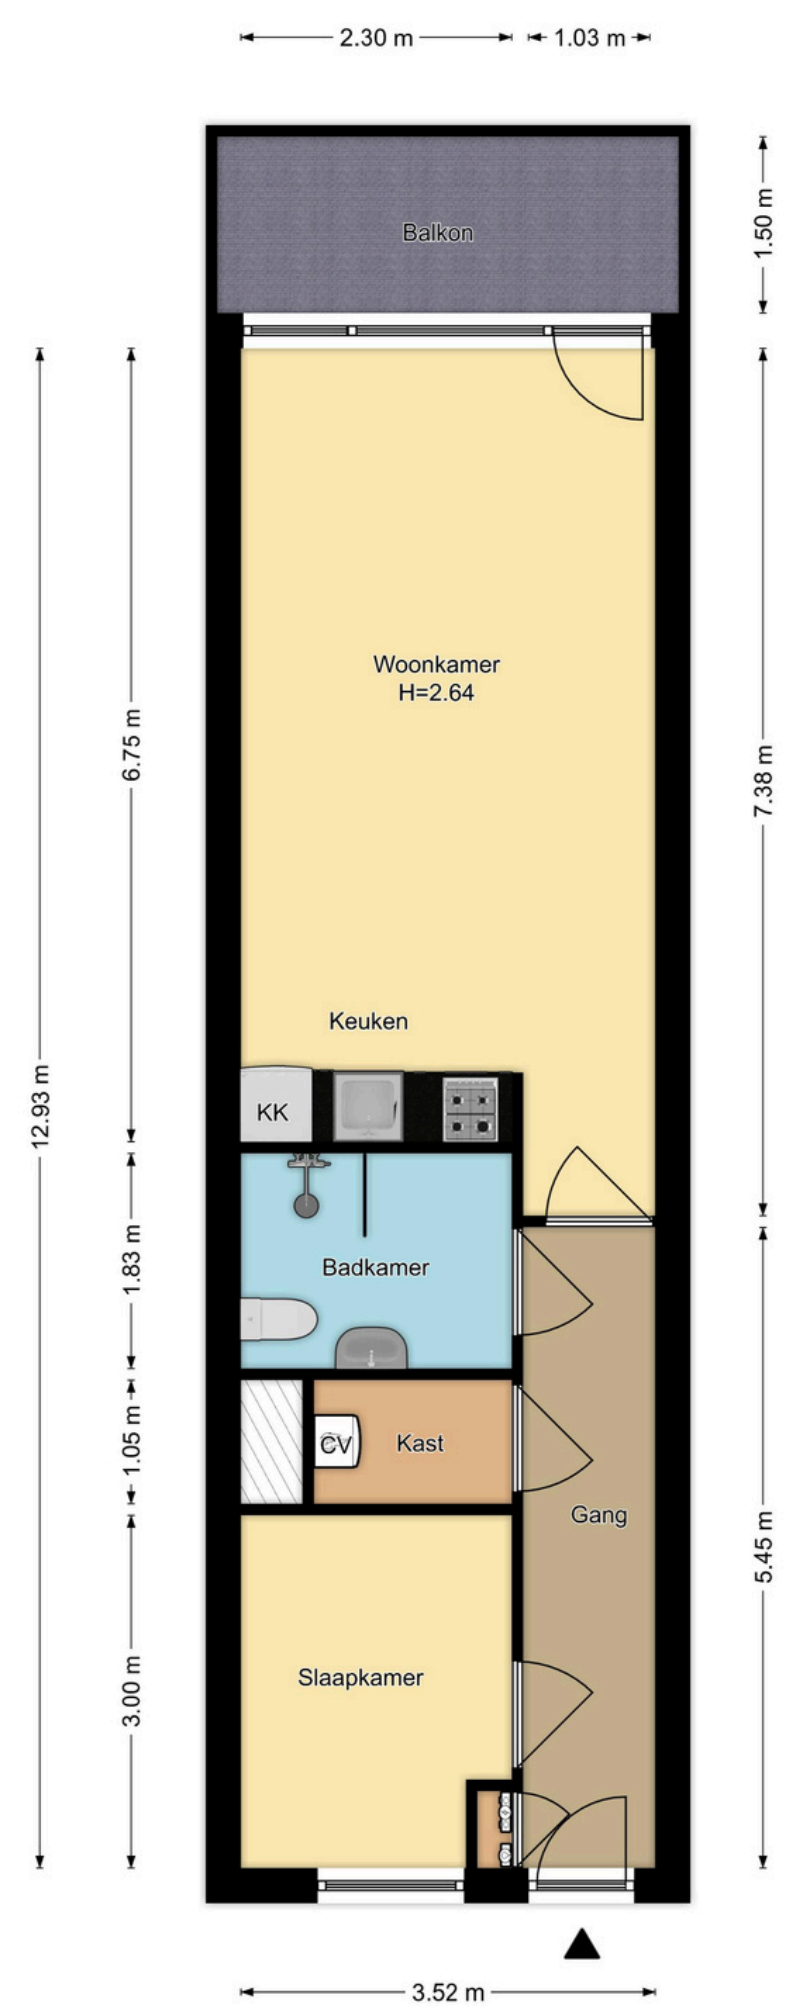 2.30 m
1.03 m
Balkon
1.50 m
Woonkamer
H=2.64
6.75 m
7.38 m
Keuken
KK
12.93 m
Badkamer
1.83 m
CV
Kast
1.05 m
Gang
5.45 m
Slaapkamer
3.00 m
3.52 m